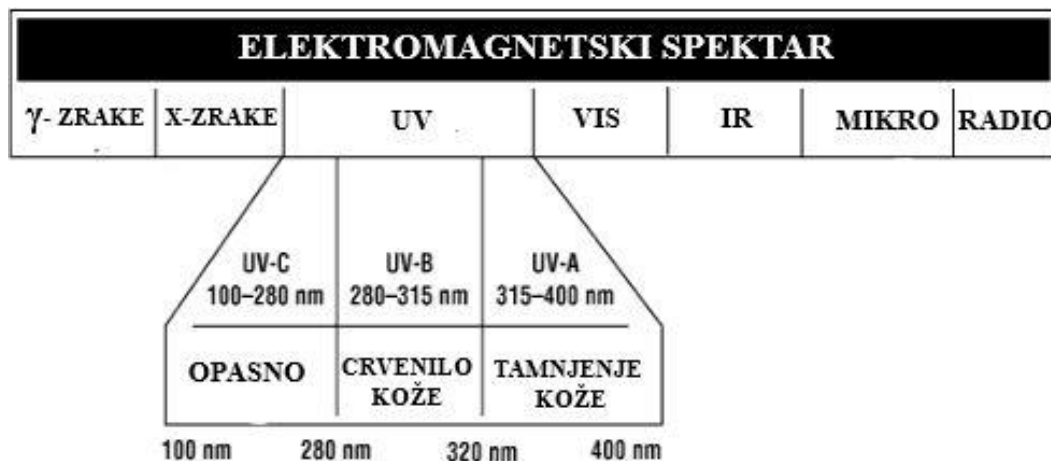 ELEKTROMAGNETSKI SPEKTAR
γ- ZRAKE X-ZRAKE UV VIS IR MIKRO RADIO
UV-C UV-B UV-A
100–280 nm 280–315 nm 315–400 nm
OPASNO CRVENILO KOŽE TAMNJENJE KOŽE
100 nm 280 nm 320 nm 400 nm